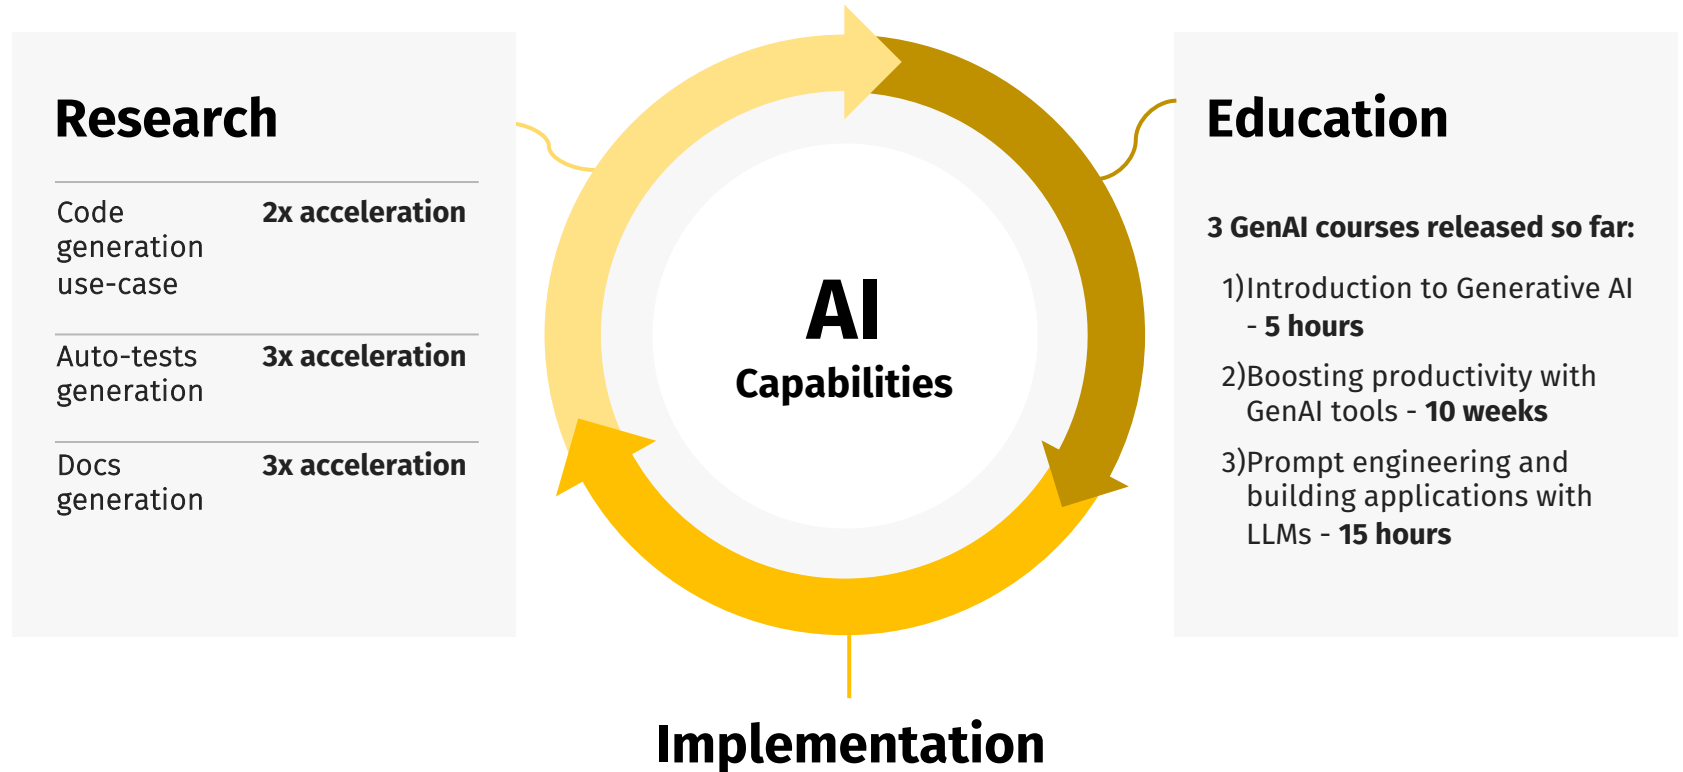 Research
Code 2x acceleration
generation
use-case
Auto-tests 3x acceleration
generation
Docs 3x acceleration
generation
AI
Capabilities
Education
3 GenAI courses released so far:
1)Introduction to Generative AI
- 5 hours
2)Boosting productivity with
GenAI tools - 10 weeks
3)Prompt engineering and
building applications with
LLMs - 15 hours
Implementation